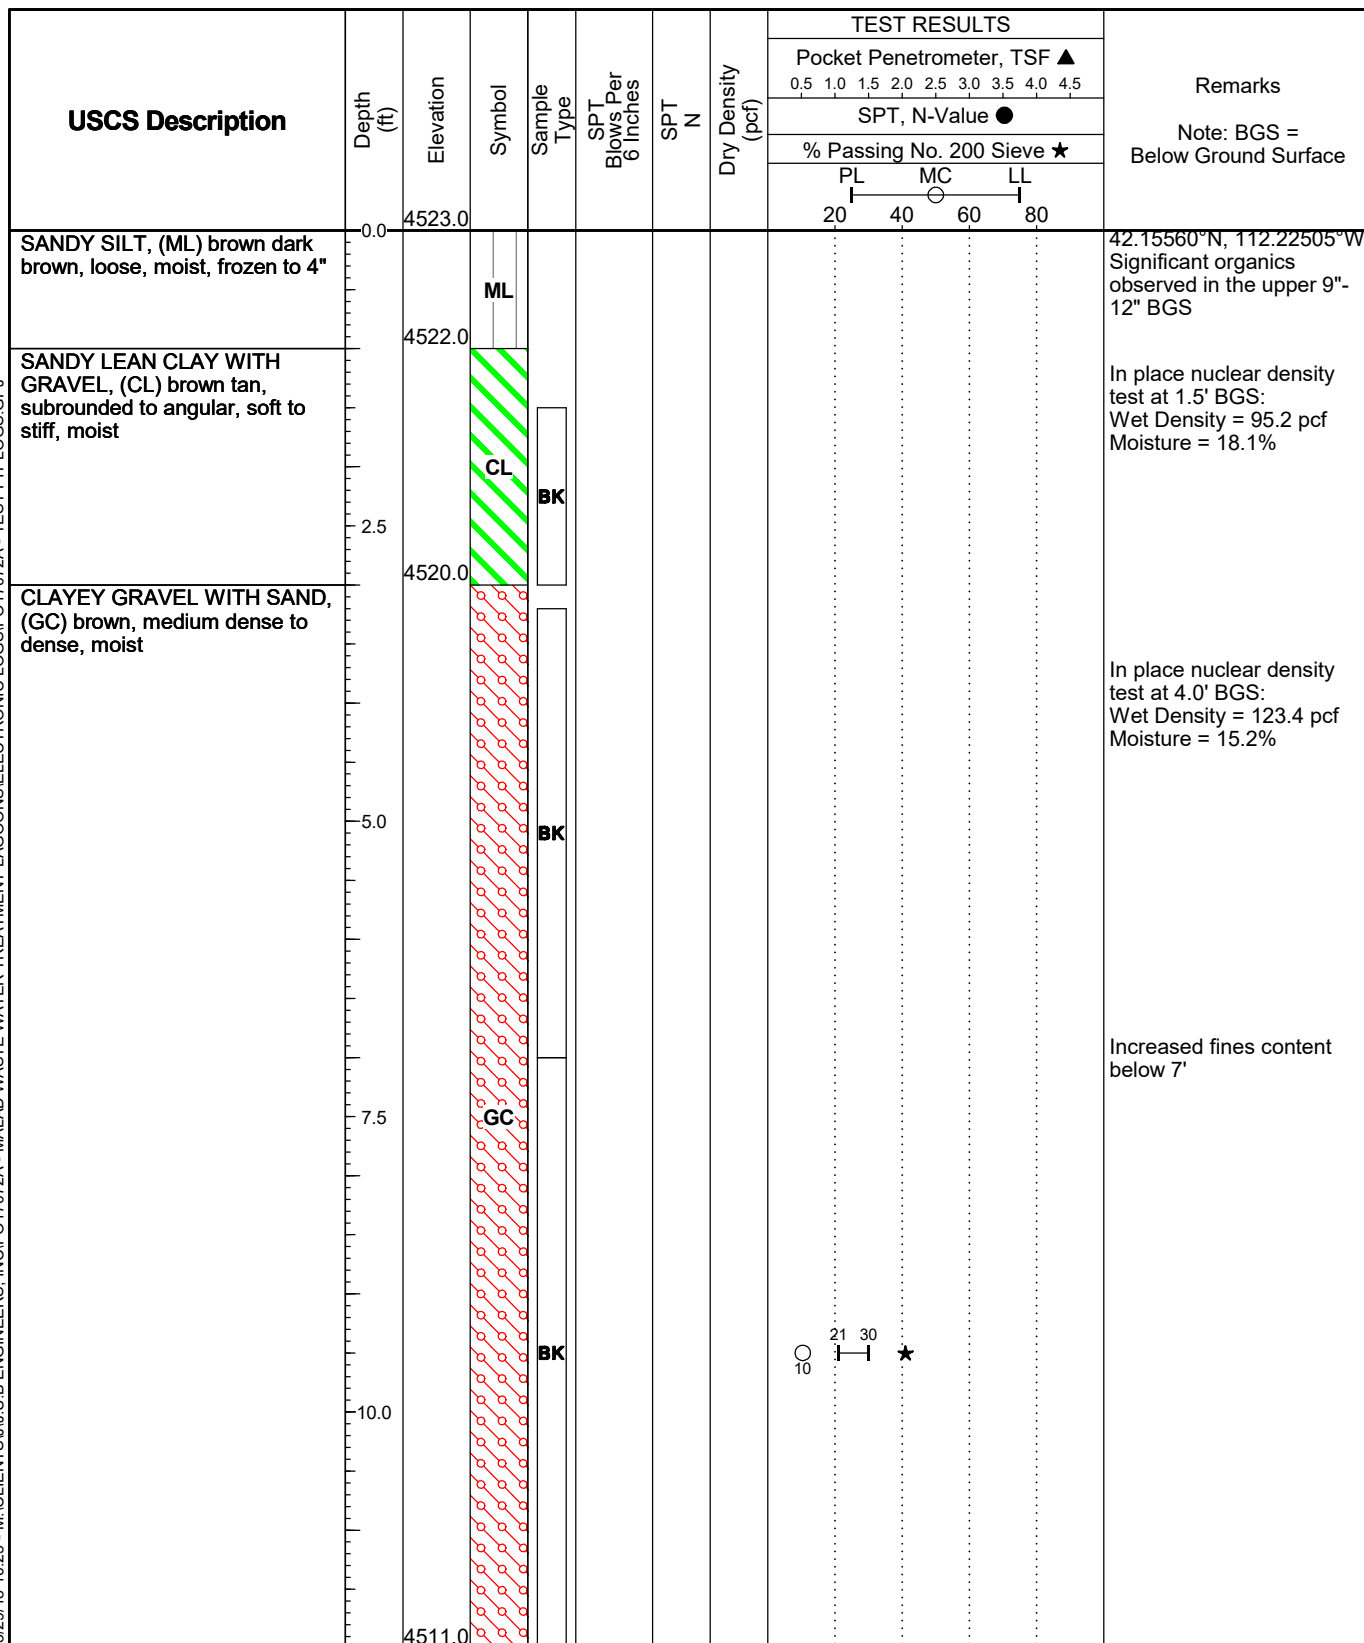 TEST RESULTS
Pocket Penetrometer, TSF ▲
0.5 1.0 1.5 2.0 2.5 3.0 3.5 4.0 4.5
SPT, N-Value ●
% Passing No. 200 Sieve ★
PL MC LL
20 40 60 80
USCS Description
Depth
(ft)
Elevation
Symbol
Sample
Type
SPT
Blows Per
6 Inches
SPT
N
Dry Density
(pcf)
Remarks
Note: BGS =
Below Ground Surface
4523.0
0.0
SANDY SILT, (ML) brown dark
brown, loose, moist, frozen to 4"
ML
42.15560°N, 112.22505°W
Significant organics
observed in the upper 9"-
12" BGS
4522.0
SANDY LEAN CLAY WITH
GRAVEL, (CL) brown tan,
subrounded to angular, soft to
stiff, moist
CL
BK
In place nuclear density
test at 1.5' BGS:
Wet Density = 95.2 pcf
Moisture = 18.1%
2.5
4520.0
CLAYEY GRAVEL WITH SAND,
(GC) brown, medium dense to
dense, moist
In place nuclear density
test at 4.0' BGS:
Wet Density = 123.4 pcf
Moisture = 15.2%
5.0
BK
Increased fines content
below 7'
7.5
GC
BK
10
21 30
10.0
4511.0